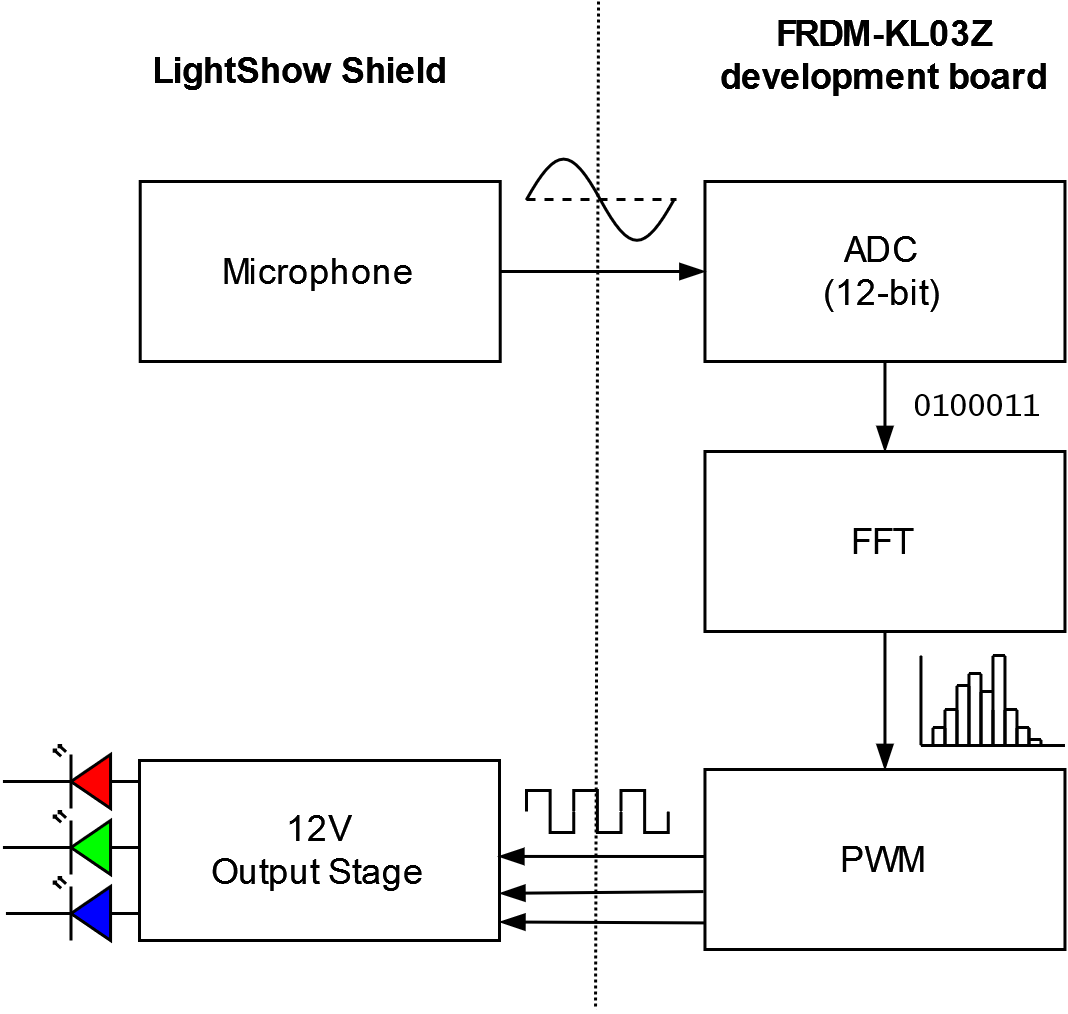 LightShow Shield
FRDM-KL03Z
development board
Microphone
ADC
(12-bit)
0100011
FFT
12V
Output Stage
PWM